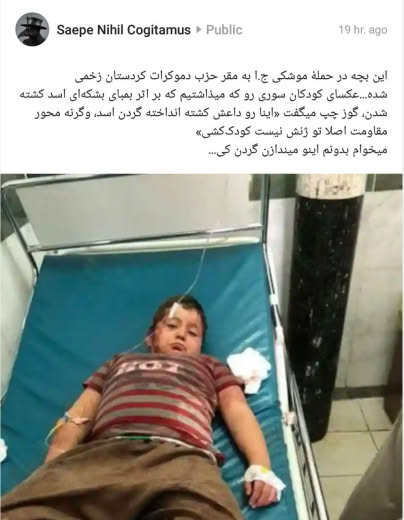 Saepe Nihil Cogitamus ▸ Public
19 hr. ago
این بچه در حملهٔ موشکی ج.ا به مقر حزب دموکرات کردستان زخمی
شده...عکسای کودکان سوری رو که میذاشتیم که بر اثر بمبای بشکه‌ای اسد کشته
شدن، گوز چپ میگفت «اینا رو داعش کشته انداخته گردن اسد، وگرنه محور
مقاومت اصلا تو ژنش نیست کودک‌کشی»
میخوام بدونم اینو میندازن گردن کی...